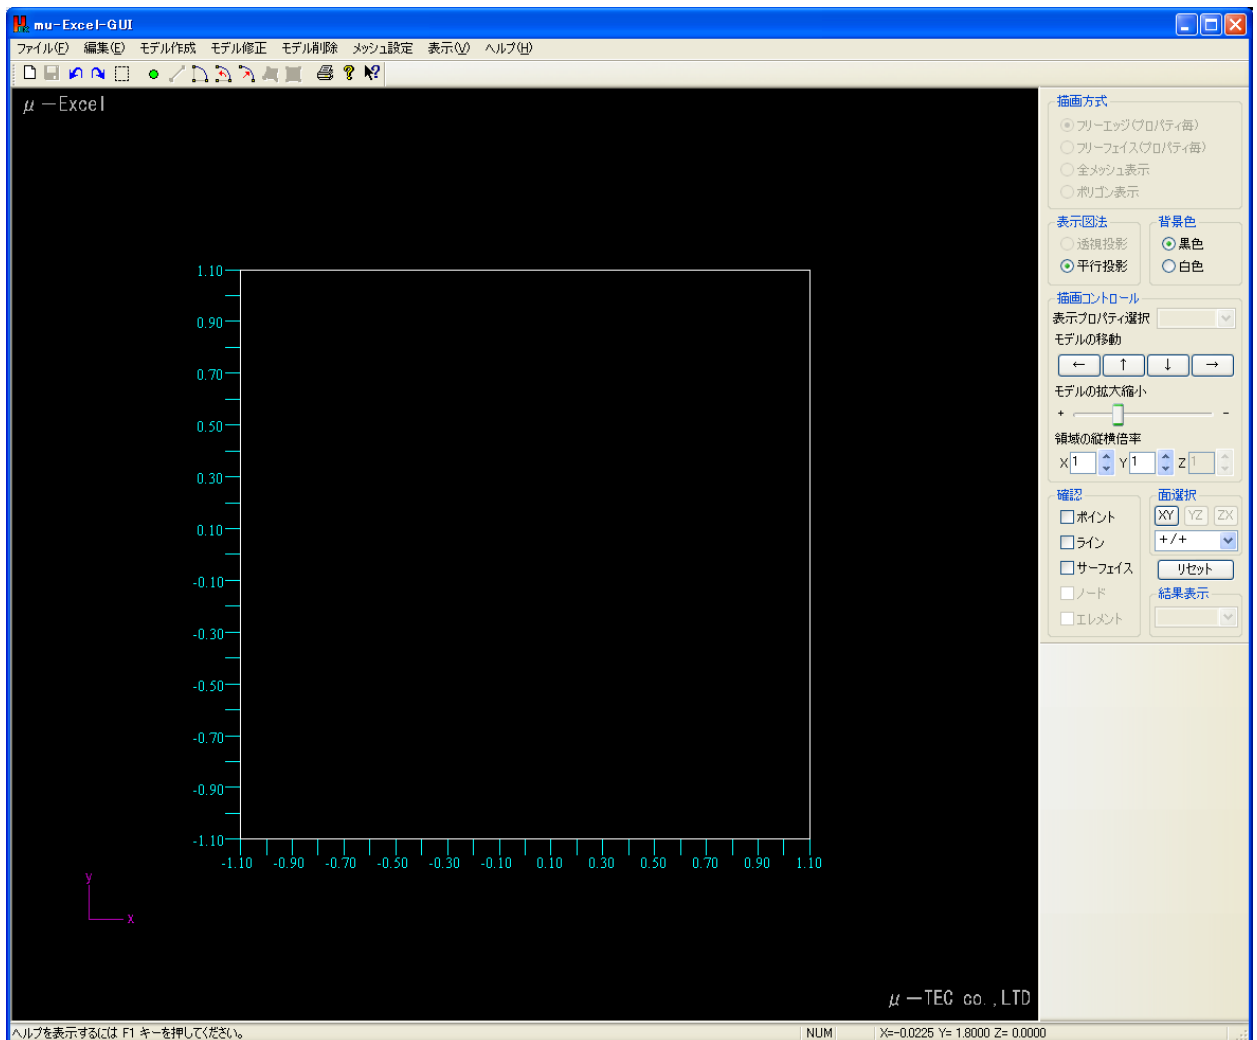 mu-Excel-GUI
ファイル(F) 編集(E) モデル作成 モデル修正 モデル削除 メッシュ設定 表示(V) ヘルプ(H)
μ－Excel
1.10
0.90
0.70
0.50
0.30
0.10
-0.10
-0.30
-0.50
-0.70
-0.90
-1.10
-1.10 -0.90 -0.70 -0.50 -0.30 -0.10 0.10 0.30 0.50 0.70 0.90 1.10
y
x
μ－TEC co.,LTD
描画方式
フリーエッジ(プロパティ毎)
フリーフェイス(プロパティ毎)
全メッシュ表示
ポリゴン表示
表示図法
透視投影
平行投影
背景色
黒色
白色
描画コントロール
表示プロパティ選択
モデルの移動
← ↑ ↓ →
モデルの拡大縮小
+ -
領域の縦横倍率
X 1 Y 1 Z 1
確認
ポイント
ライン
サーフェイス
ノード
エレメント
面選択
XY YZ ZX
+/+
リセット
結果表示
ヘルプを表示するには F1 キーを押してください。
NUM
X=-0.0225 Y= 1.8000 Z= 0.0000